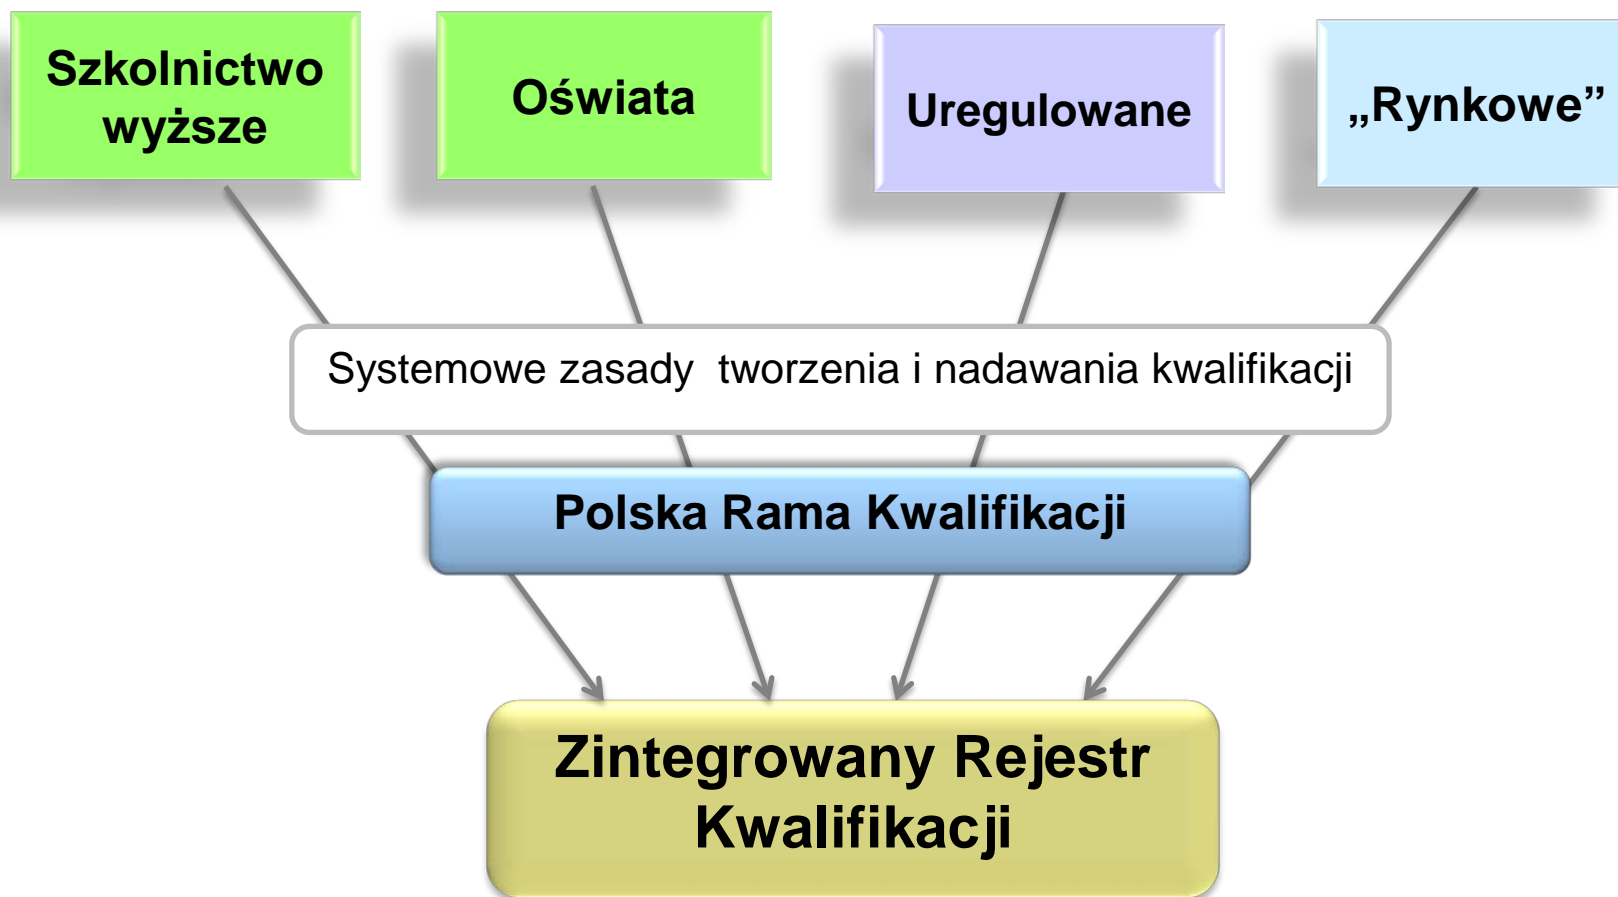 Szkolnictwo
wyższe
Oświata
Uregulowane
„Rynkowe”
Systemowe zasady  tworzenia i nadawania kwalifikacji
Polska Rama Kwalifikacji
Zintegrowany Rejestr
Kwalifikacji